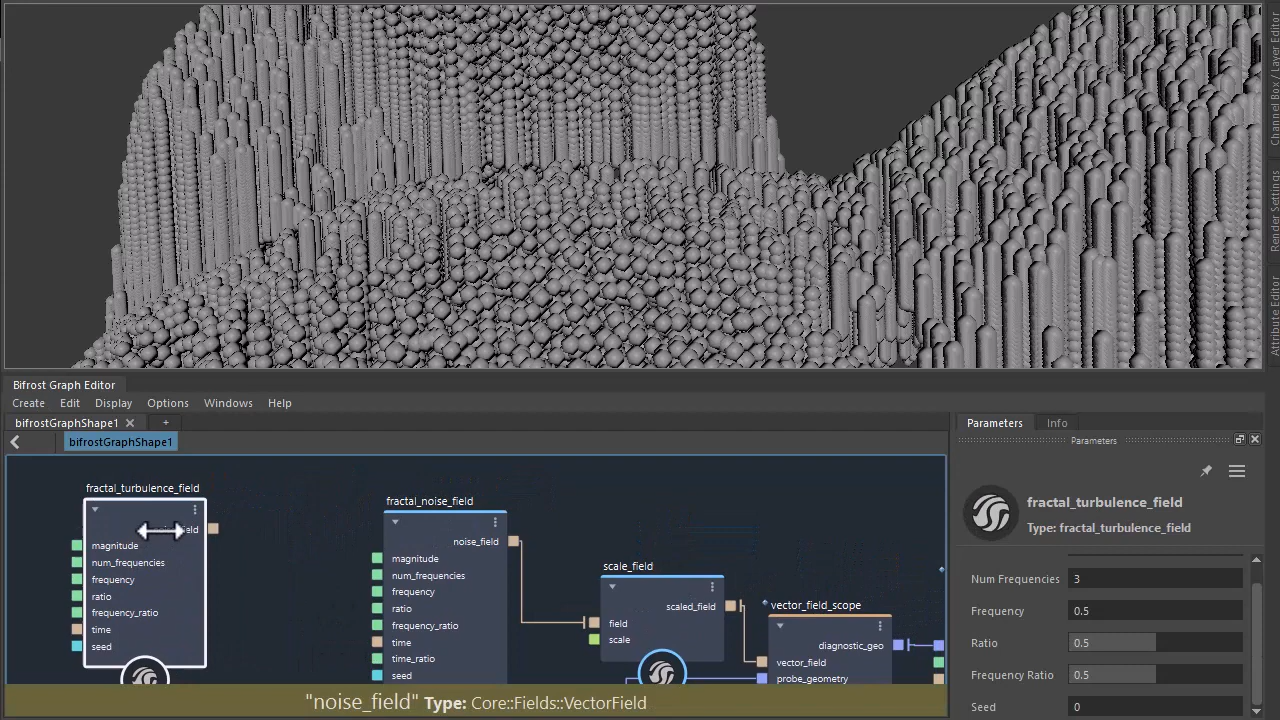 Channel Box / Layer Editor
Render Settings
Attribute Editor
Bifrost Graph Editor
Create Edit Display Options Windows Help
bifrostGraphShape1 +
bifrostGraphShape1
fractal_turbulence_field
magnitude
num_frequencies
frequency
ratio
frequency_ratio
time
seed
fractal_noise_field
noise_field
magnitude
num_frequencies
frequency
ratio
frequency_ratio
time
time_ratio
seed
scale_field
scaled_field
field
scale
vector_field_scope
diagnostic_geo
vector_field
probe_geometry
"noise_field" Type: Core::Fields::VectorField
Parameters Info
Parameters
fractal_turbulence_field
Type: fractal_turbulence_field
Num Frequencies 3
Frequency 0.5
Ratio 0.5
Frequency Ratio 0.5
Seed 0